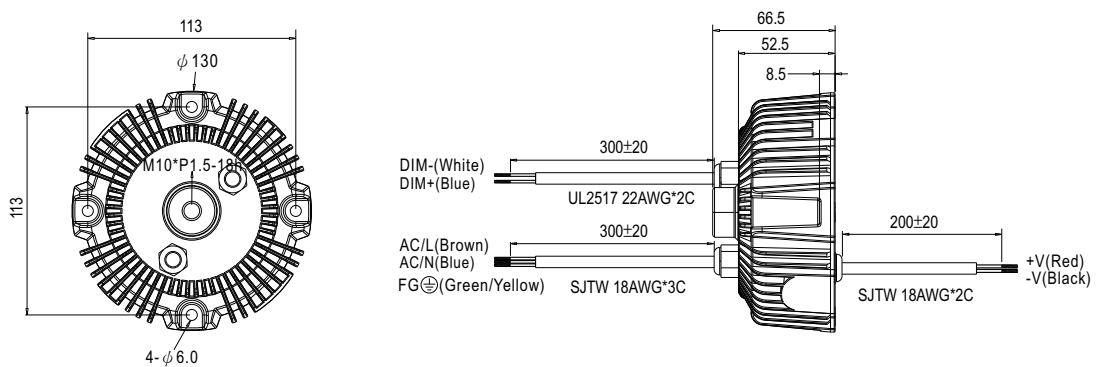 113
φ 130
113
M10*P1.5-18h
4-φ6.0
66.5
52.5
8.5
300±20
DIM-(White)
DIM+(Blue)
UL2517 22AWG*2C
300±20
AC/L(Brown)
AC/N(Blue)
FG⏚(Green/Yellow)
SJTW 18AWG*3C
200±20
+V(Red)
-V(Black)
SJTW 18AWG*2C